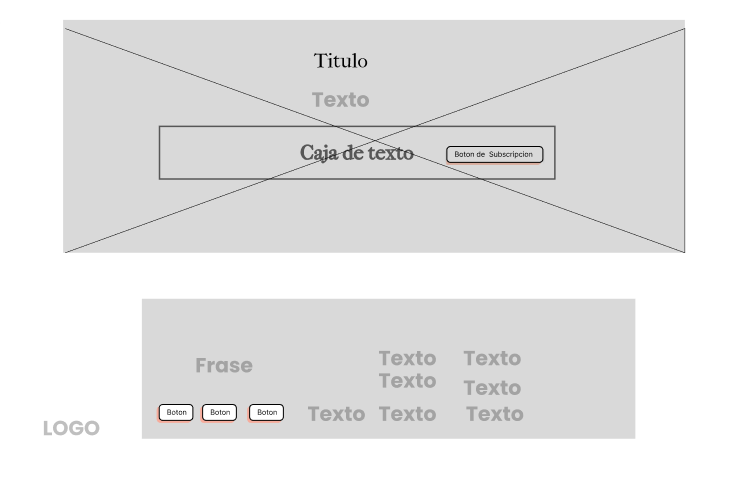 Titulo
Texto
Caja de texto
Boton de Subscripcion
Frase
Texto Texto
Texto Texto
Boton Boton Boton Texto Texto Texto
LOGO